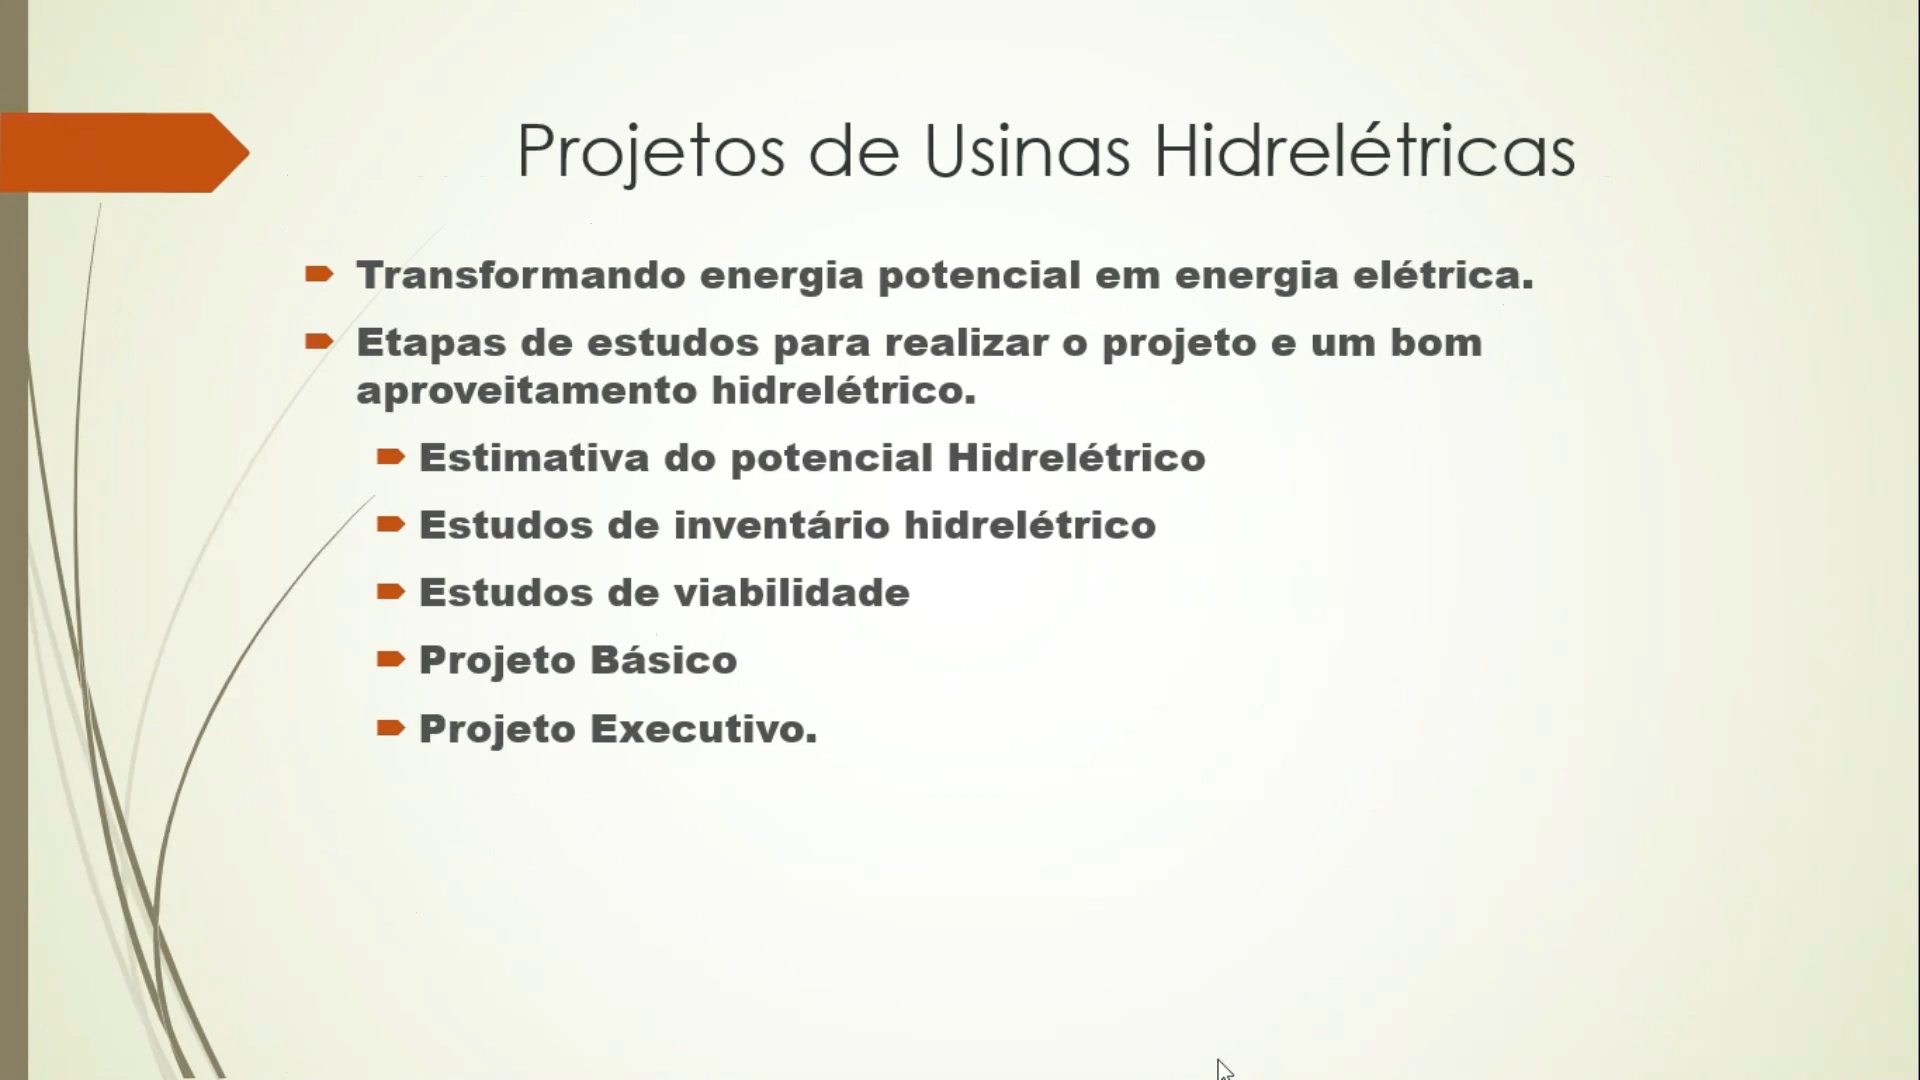 Projetos de Usinas Hidrelétricas
Transformando energia potencial em energia elétrica.
Etapas de estudos para realizar o projeto e um bom
aproveitamento hidrelétrico.
Estimativa do potencial Hidrelétrico
Estudos de inventário hidrelétrico
Estudos de viabilidade
Projeto Básico
Projeto Executivo.